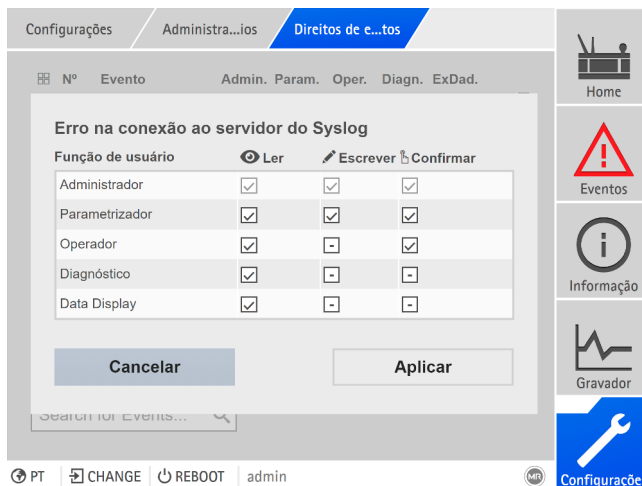 Configurações Administra...ios Direitos de e...tos
Nº Evento Admin. Param. Oper. Diagn. ExDad.
Erro na conexão ao servidor do Syslog
Função de usuário Ler Escrever Confirmar
Administrador
Parametrizador
Operador
Diagnóstico
Data Display
Cancelar Aplicar
Search for Events...
PT CHANGE REBOOT admin MR
Home
Eventos
Informação
Gravador
Configuraçõe